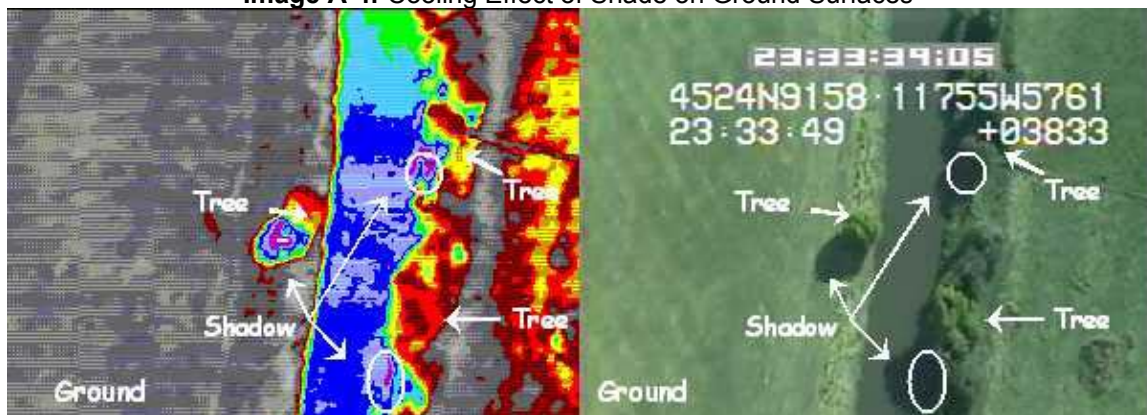 Image A-4. Cooling Effect of Shade on Ground Surfaces
Tree
Tree
Shadow
Tree
Ground
23:33:39:05
4524N9158·11755W5761
23:33:49 +03833
Tree
Tree
Shadow
Tree
Ground